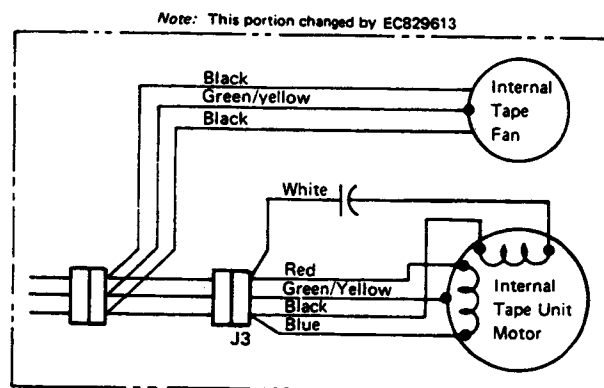 Note: This portion changed by EC829613
Black
Green/yellow
Black
Internal
Tape
Fan
White
Red
Green/Yellow
Black
Blue
J3
Internal
Tape Unit
Motor